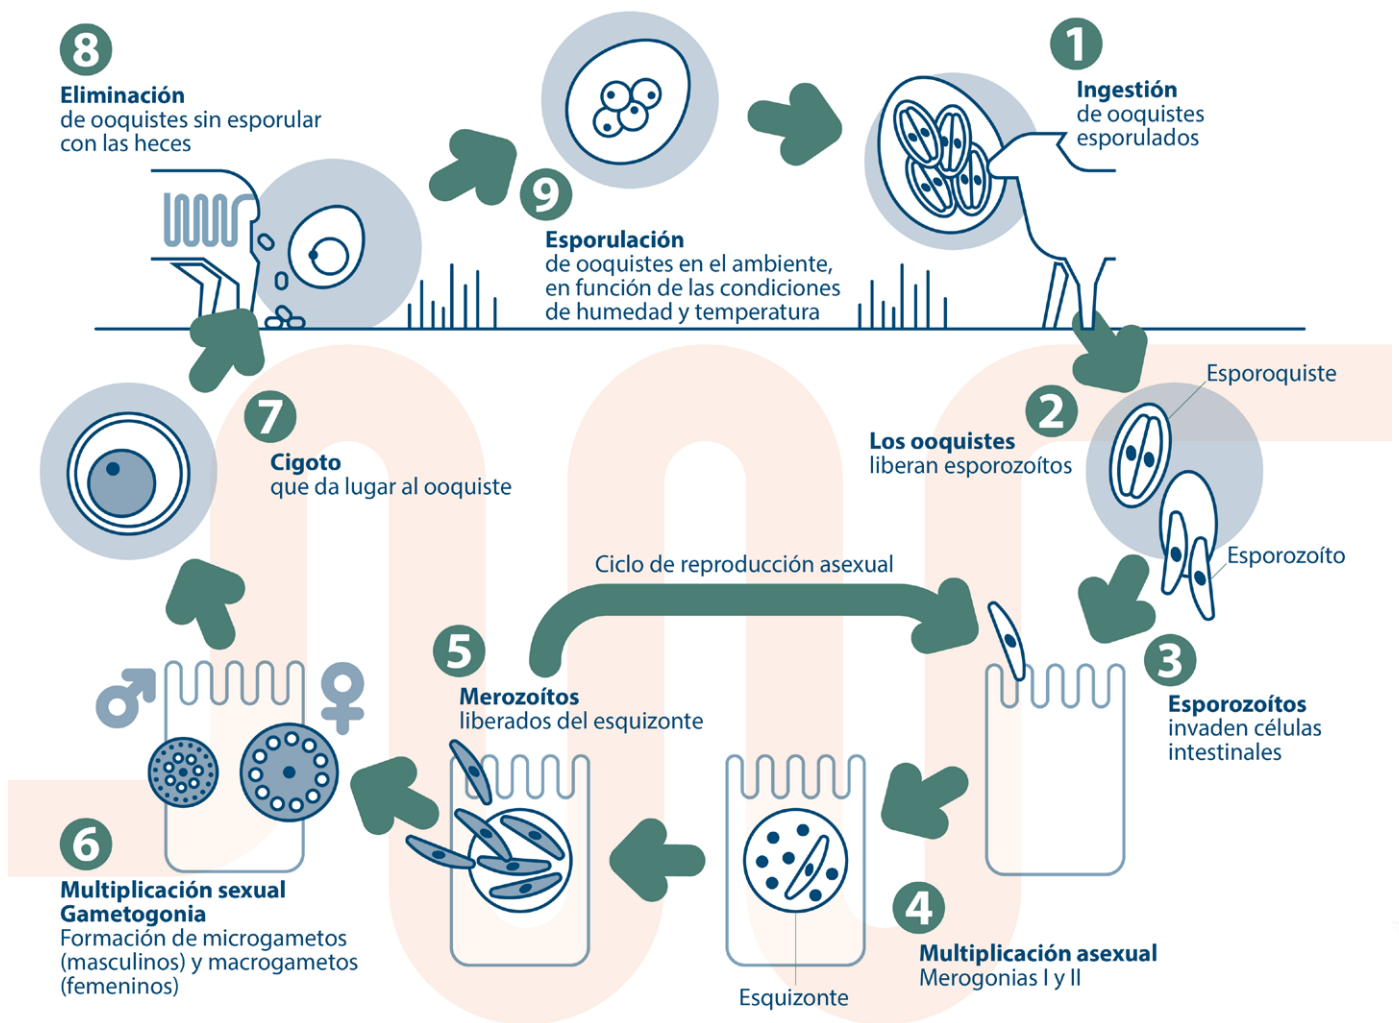 1
Ingestión
de ooquistes
esporulados
2
Los ooquistes
liberan esporozoítos
Esporoquiste
Esporozoíto
3
Esporozoítos
invaden células
intestinales
4
Multiplicación asexual
Merogonias I y II
Esquizonte
5
Merozoítos
liberados del esquizonte
Ciclo de reproducción asexual
6
Multiplicación sexual
Gametogonia
Formación de microgametos
(masculinos) y macrogametos
(femeninos)
7
Cigoto
que da lugar al ooquiste
8
Eliminación
de ooquistes sin esporular
con las heces
9
Esporulación
de ooquistes en el ambiente,
en función de las condiciones
de humedad y temperatura